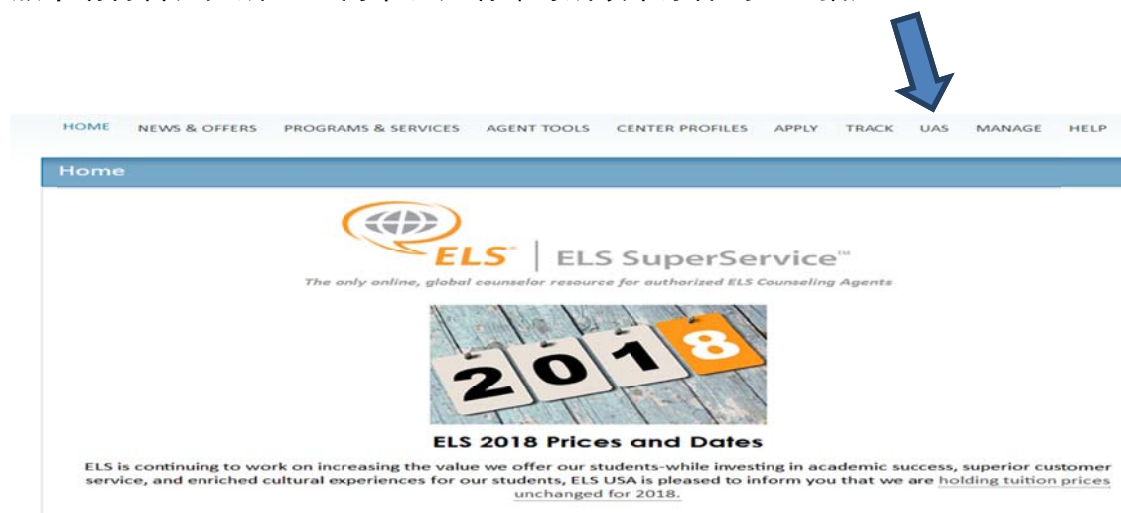 HOME NEWS & OFFERS PROGRAMS & SERVICES AGENT TOOLS CENTER PROFILES APPLY TRACK UAS MANAGE HELP
Home
ELS™ | ELS SuperService™
The only online, global counselor resource for authorized ELS Counseling Agents
2018
ELS 2018 Prices and Dates
ELS is continuing to work on increasing the value we offer our students-while investing in academic success, superior customer
service, and enriched cultural experiences for our students, ELS USA is pleased to inform you that we are holding tuition prices
unchanged for 2018.